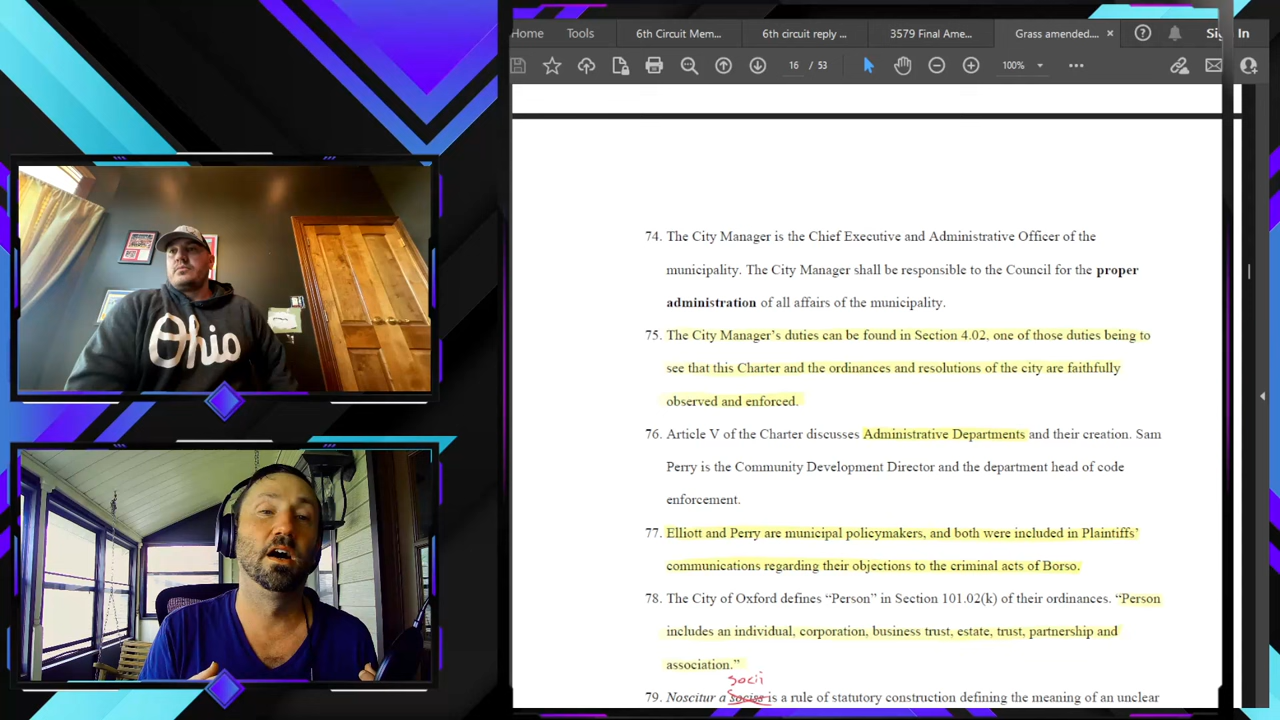 Home Tools 6th Circuit Mem... 6th circuit reply ... 3579 Final Ame... Grass amended.... × Sign In
16 / 53 100%
Ohio
74. The City Manager is the Chief Executive and Administrative Officer of the
municipality. The City Manager shall be responsible to the Council for the proper
administration of all affairs of the municipality.
75. The City Manager’s duties can be found in Section 4.02, one of those duties being to
see that this Charter and the ordinances and resolutions of the city are faithfully
observed and enforced.
76. Article V of the Charter discusses Administrative Departments and their creation. Sam
Perry is the Community Development Director and the department head of code
enforcement.
77. Elliott and Perry are municipal policymakers, and both were included in Plaintiffs’
communications regarding their objections to the criminal acts of Borso.
78. The City of Oxford defines “Person” in Section 101.02(k) of their ordinances. “Person
includes an individual, corporation, business trust, estate, trust, partnership and
association.”
socii
79. Noscitur a is a rule of statutory construction defining the meaning of an unclear